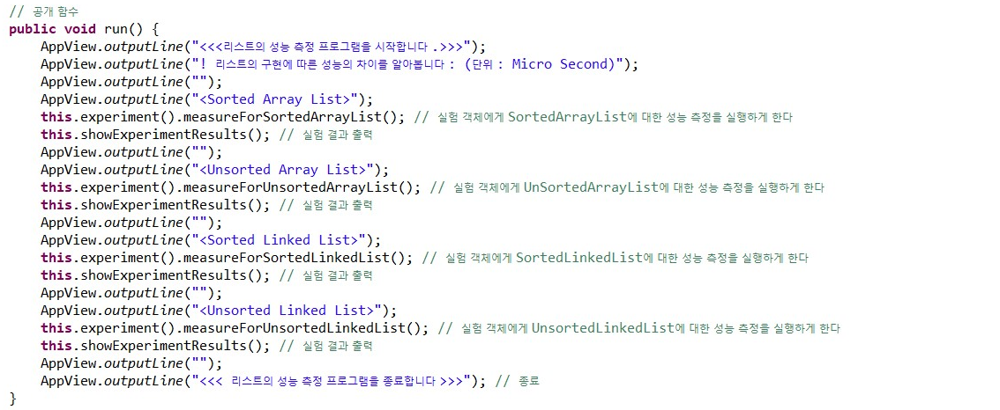 // 공개 함수
public void run() {
    AppView.outputLine("<<<리스트의 성능 측정 프로그램을 시작합니다 .>>>");
    AppView.outputLine("! 리스트의 구현에 따른 성능의 차이를 알아봅니다 : (단위 : Micro Second)");
    AppView.outputLine("");
    AppView.outputLine("<Sorted Array List>");
    this.experiment().measureForSortedArrayList(); // 실험 객체에게 SortedArrayList에 대한 성능 측정을 실행하게 한다
    this.showExperimentResults(); // 실험 결과 출력
    AppView.outputLine("");
    AppView.outputLine("<Unsorted Array List>");
    this.experiment().measureForUnsortedArrayList(); // 실험 객체에게 UnSortedArrayList에 대한 성능 측정을 실행하게 한다
    this.showExperimentResults(); // 실험 결과 출력
    AppView.outputLine("");
    AppView.outputLine("<Sorted Linked List>");
    this.experiment().measureForSortedLinkedList(); // 실험 객체에게 SortedLinkedList에 대한 성능 측정을 실행하게 한다
    this.showExperimentResults(); // 실험 결과 출력
    AppView.outputLine("");
    AppView.outputLine("<Unsorted Linked List>");
    this.experiment().measureForUnsortedLinkedList(); // 실험 객체에게 UnsortedLinkedList에 대한 성능 측정을 실행하게 한다
    this.showExperimentResults(); // 실험 결과 출력
    AppView.outputLine("");
    AppView.outputLine("<<< 리스트의 성능 측정 프로그램을 종료합니다 >>>"); // 종료
}